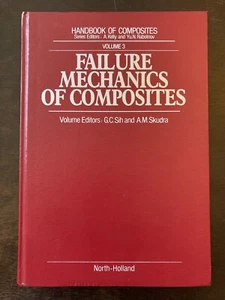 HANDBOOK OF COMPOSITES
Series Editors · A. Kelly and Yu.N. Rabotnov
VOLUME 3
FAILURE
MECHANICS
OF COMPOSITES
Volume Editors · G.C. Sih and A.M. Skudra
North-Holland